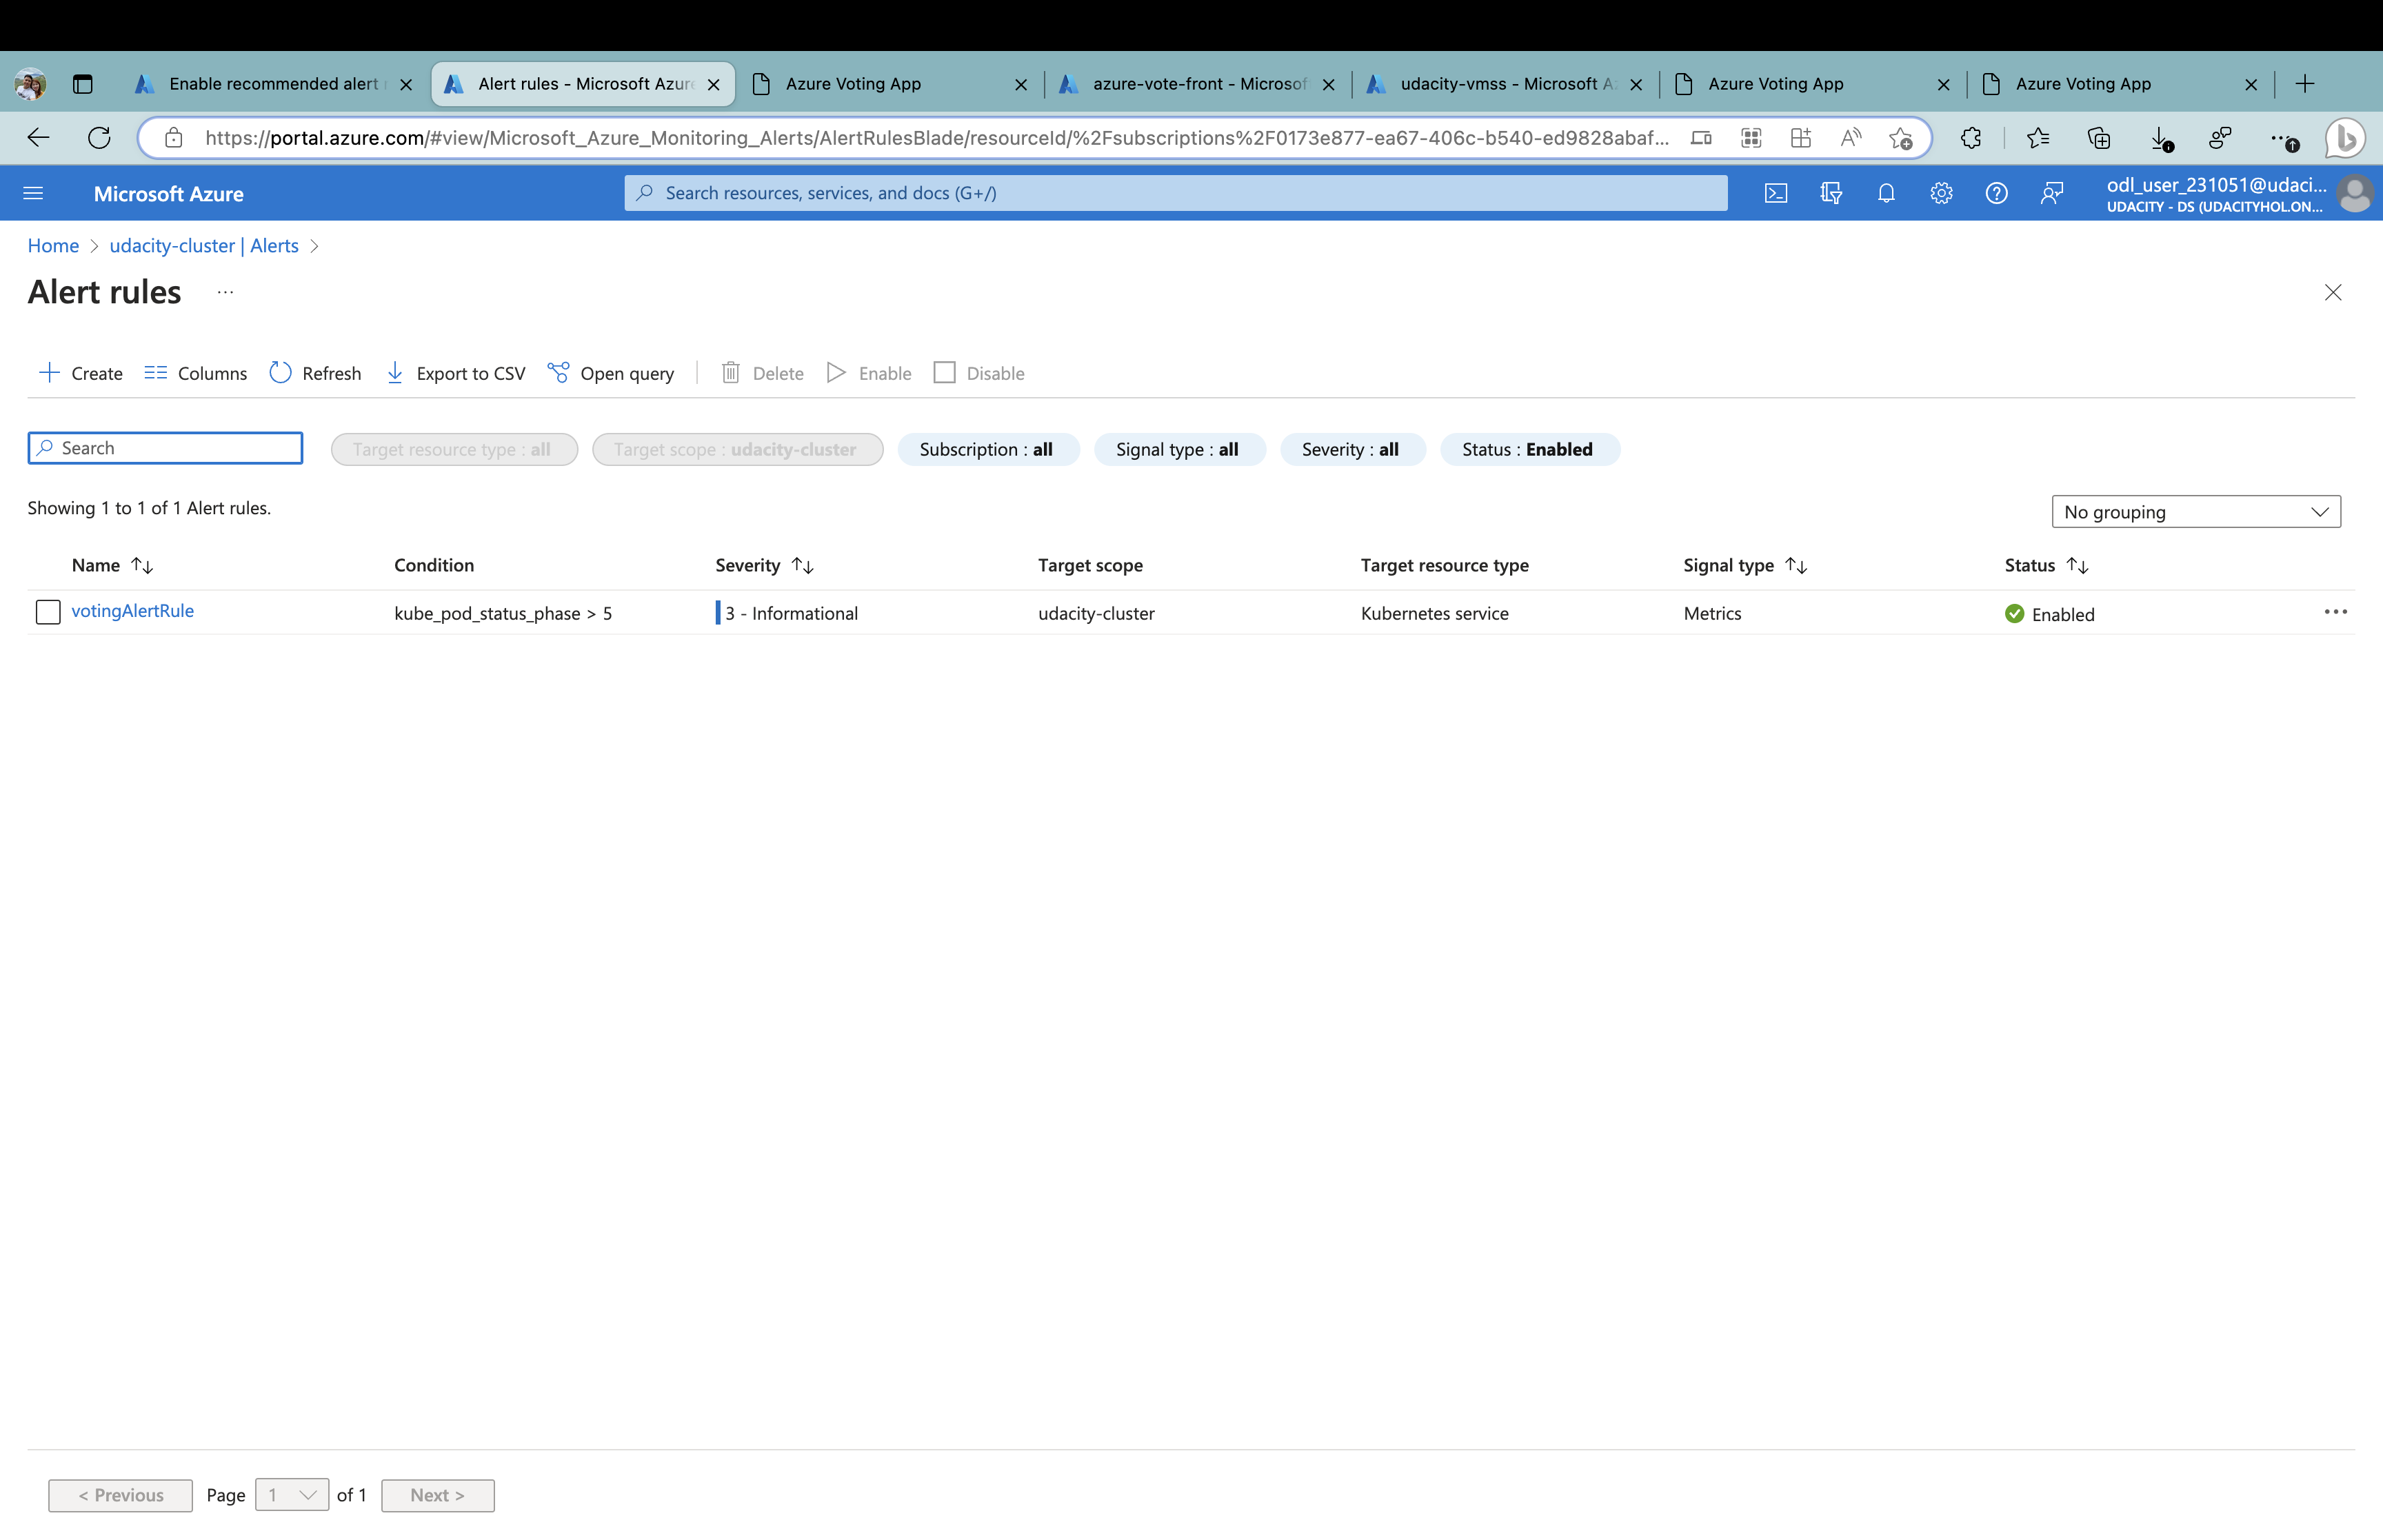 Enable recommended alert
Alert rules - Microsoft Azure
Azure Voting App
azure-vote-front - Microsof
udacity-vmss - Microsoft A
Azure Voting App
Azure Voting App
https://portal.azure.com/#view/Microsoft_Azure_Monitoring_Alerts/AlertRulesBlade/resourceId/%2Fsubscriptions%2F0173e877-ea67-406c-b540-ed9828abaf...
Microsoft Azure
Search resources, services, and docs (G+/)
odl_user_231051@udaci...
UDACITY - DS (UDACITYHOL.ON...
Home > udacity-cluster | Alerts >
Alert rules ...
Create Columns Refresh Export to CSV Open query Delete Enable Disable
Search
Target resource type : all
Target scope : udacity-cluster
Subscription : all
Signal type : all
Severity : all
Status : Enabled
Showing 1 to 1 of 1 Alert rules.
No grouping
Name Condition Severity Target scope Target resource type Signal type Status
votingAlertRule kube_pod_status_phase > 5 3 - Informational udacity-cluster Kubernetes service Metrics Enabled
< Previous Page 1 of 1 Next >